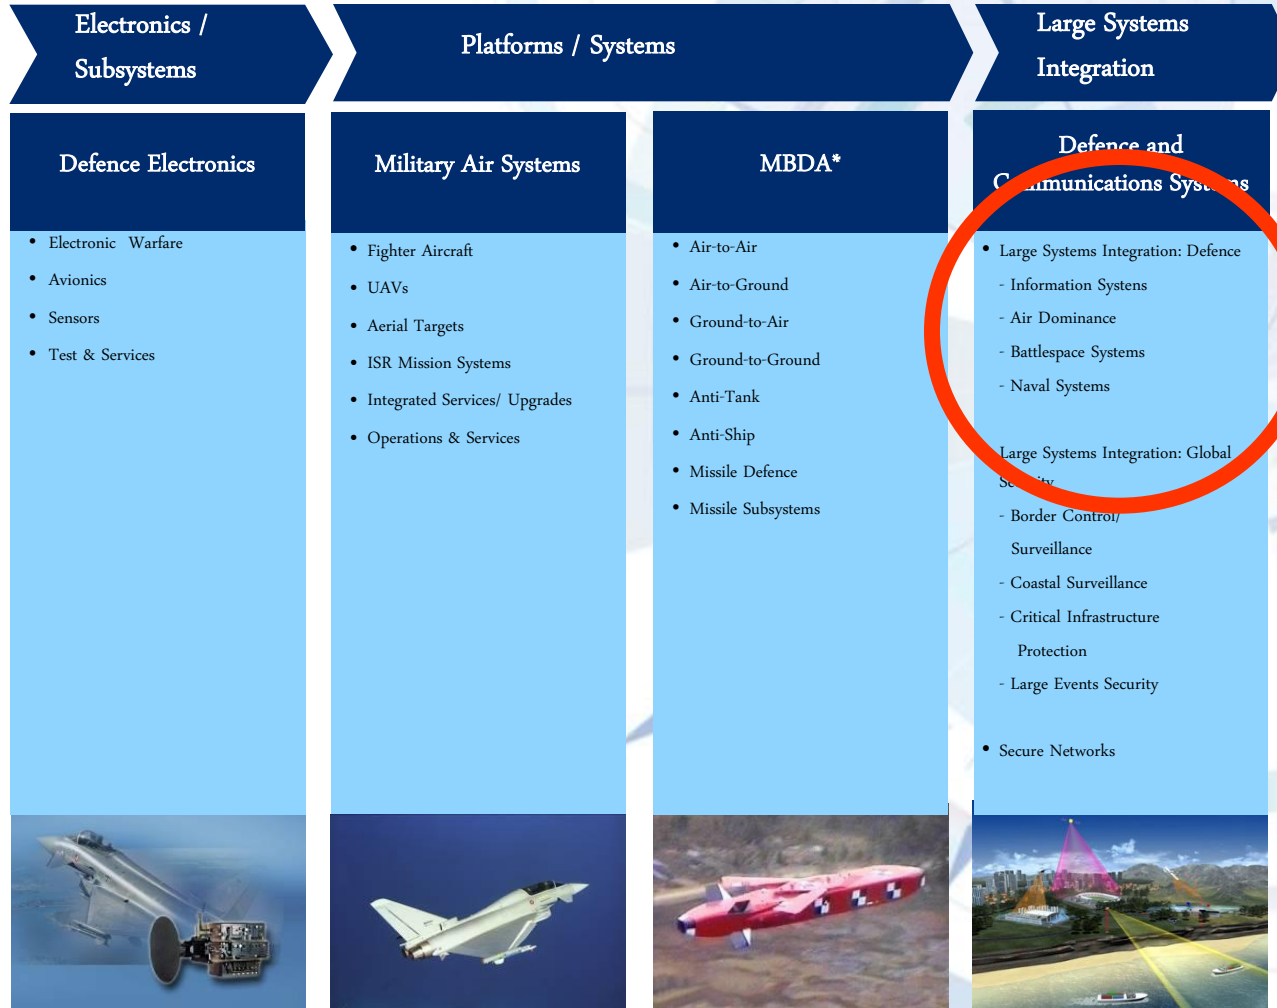 Electronics /
Subsystems
Platforms / Systems
Large Systems
Integration
Defence Electronics
• Electronic Warfare
• Avionics
• Sensors
• Test & Services
Military Air Systems
• Fighter Aircraft
• UAVs
• Aerial Targets
• ISR Mission Systems
• Integrated Services/ Upgrades
• Operations & Services
MBDA*
• Air-to-Air
• Air-to-Ground
• Ground-to-Air
• Ground-to-Ground
• Anti-Tank
• Anti-Ship
• Missile Defence
• Missile Subsystems
Defence and
Communications Systems
• Large Systems Integration: Defence
- Information Systens
- Air Dominance
- Battlespace Systems
- Naval Systems
Large Systems Integration: Global
Security
- Border Control/
Surveillance
- Coastal Surveillance
- Critical Infrastructure
Protection
- Large Events Security
• Secure Networks